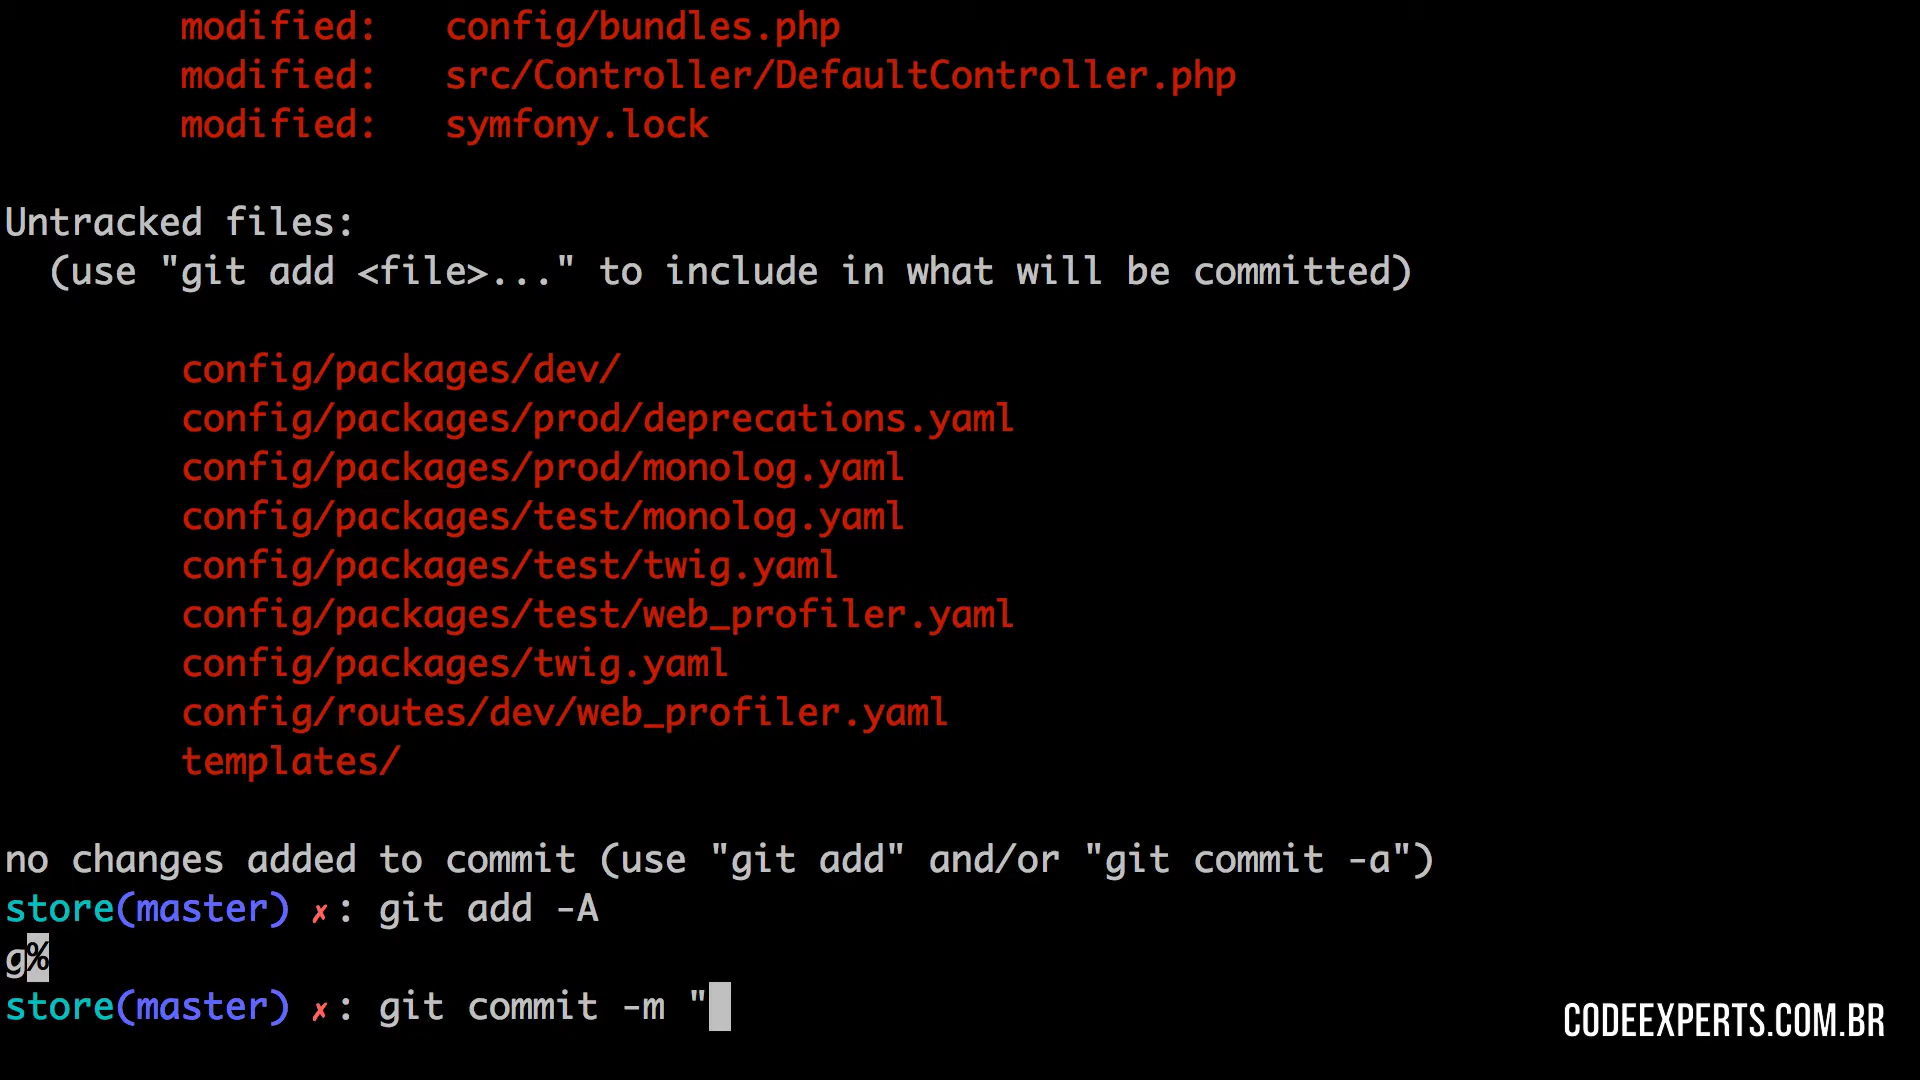 modified:   config/bundles.php
modified:   src/Controller/DefaultController.php
modified:   symfony.lock
Untracked files:
  (use "git add <file>..." to include in what will be committed)
config/packages/dev/
config/packages/prod/deprecations.yaml
config/packages/prod/monolog.yaml
config/packages/test/monolog.yaml
config/packages/test/twig.yaml
config/packages/test/web_profiler.yaml
config/packages/twig.yaml
config/routes/dev/web_profiler.yaml
templates/
no changes added to commit (use "git add" and/or "git commit -a")
store(master) ✗: git add -A
g%
store(master) ✗: git commit -m "
CODEEXPERTS.COM.BR